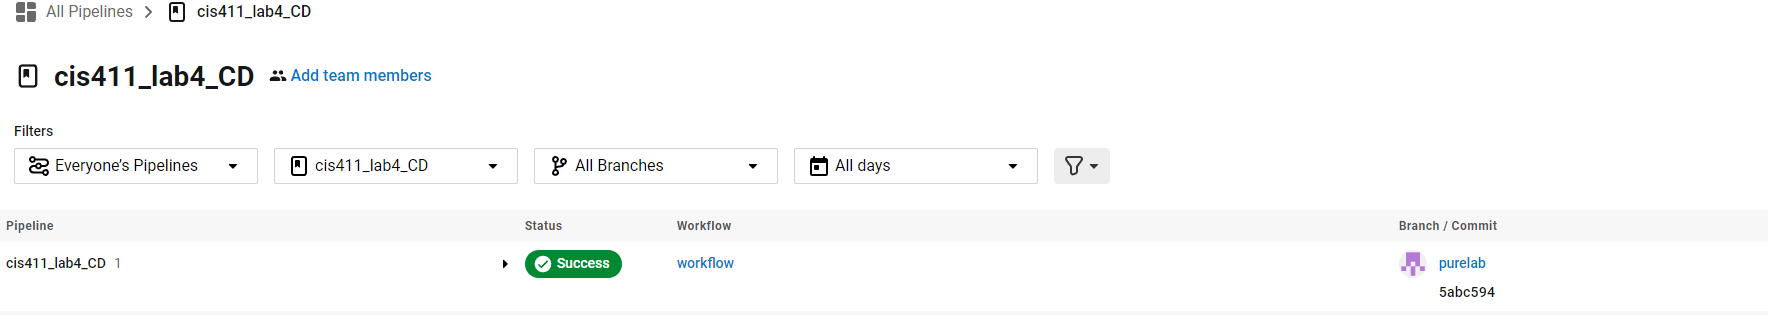 All Pipelines cis411_lab4_CD
cis411_lab4_CD Add team members
Filters
Everyone's Pipelines cis411_lab4_CD All Branches All days
Pipeline Status Workflow Branch / Commit
cis411_lab4_CD 1 Success workflow purelab
5abc594